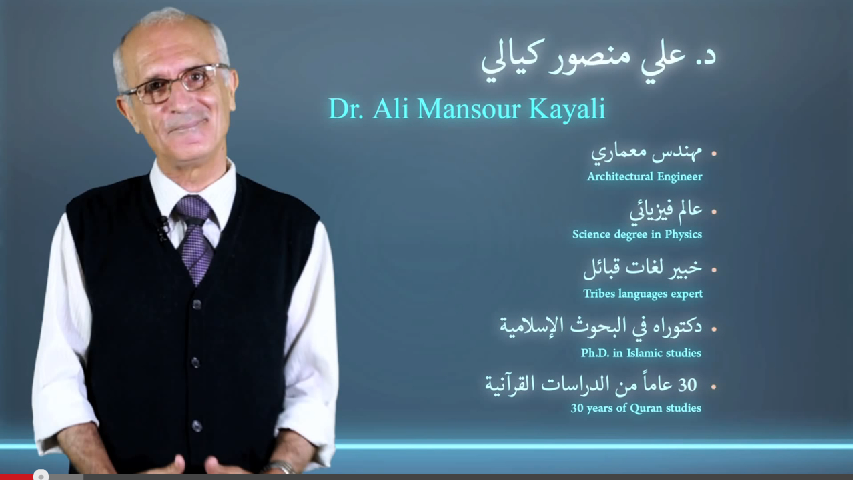 د. علي منصور كيالي
Dr. Ali Mansour Kayali
مهندس معماري
Architectural Engineer
عالم فيزيائي
Science degree in Physics
خبير لغات قبائل
Tribes languages expert
دكتوراه في البحوث الإسلامية
Ph.D. in Islamic studies
30 عاماً من الدراسات القرآنية
30 years of Quran studies